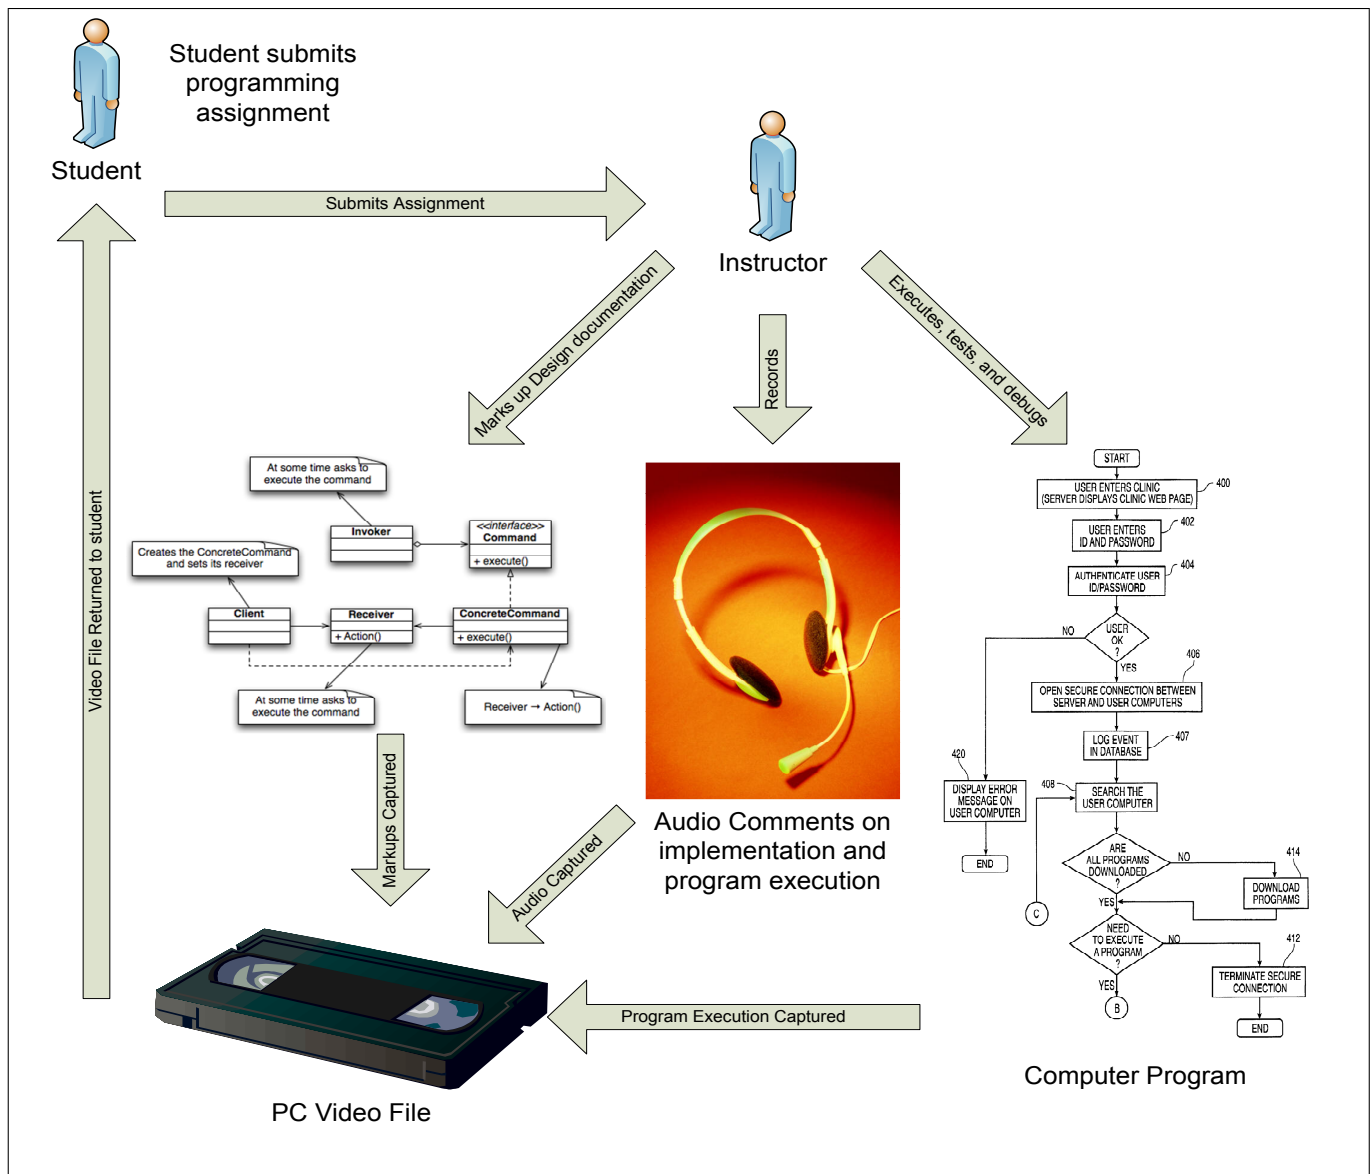 Student submits
programming
assignment
Student
Submits Assignment
Instructor
Marks up Design documentation
Records
Executes, tests, and debugs
Video File Returned to student
At some time asks to
execute the command
Invoker
<<interface>>
Command
+ execute()
Creates the ConcreteCommand
and sets its receiver
Client
Receiver
+ Action()
ConcreteCommand
+ execute()
At some time asks to
execute the command
Receiver → Action()
START
USER ENTERS CLINIC
(SERVER DISPLAYS CLINIC WEB PAGE)
400
USER ENTERS
ID AND PASSWORD
402
AUTHENTICATE USER
ID/PASSWORD
404
USER
OK
?
NO
YES
406
OPEN SECURE CONNECTION BETWEEN
SERVER AND USER COMPUTERS
LOG EVENT
IN DATABASE
407
420
DISPLAY ERROR
MESSAGE ON
USER COMPUTER
END
408
SEARCH THE
USER COMPUTER
ARE
ALL PROGRAMS
DOWNLOADED
?
NO
414
DOWNLOAD
PROGRAMS
YES
C
NEED
TO EXECUTE
A PROGRAM
?
NO
412
TERMINATE SECURE
CONNECTION
YES
B
END
Computer Program
Markups Captured
Audio Captured
Audio Comments on
implementation and
program execution
Program Execution Captured
PC Video File